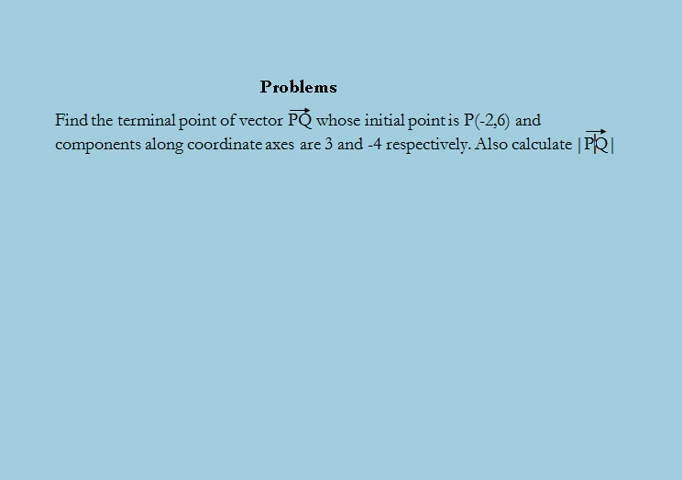 Problems
Find the terminal point of vector PQ⃗ whose initial point is P(-2,6) and
components along coordinate axes are 3 and -4 respectively. Also calculate |PQ⃗|